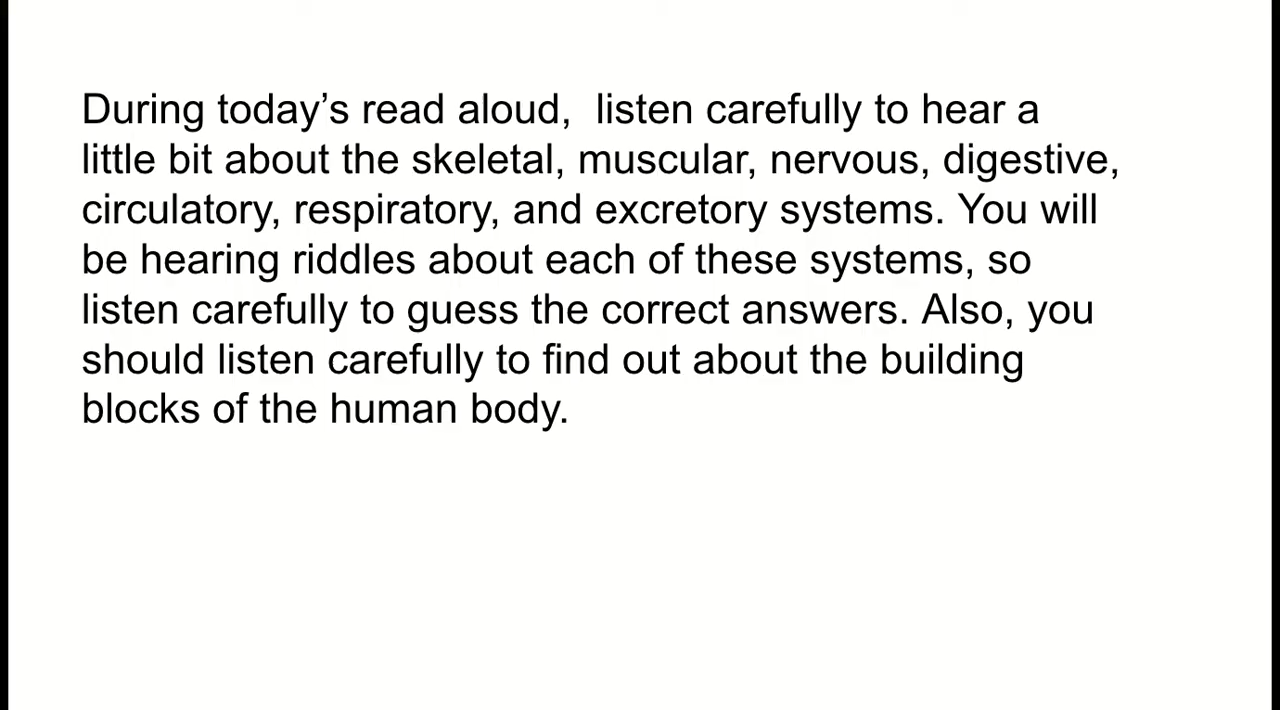 During today’s read aloud,  listen carefully to hear a
little bit about the skeletal, muscular, nervous, digestive,
circulatory, respiratory, and excretory systems. You will
be hearing riddles about each of these systems, so
listen carefully to guess the correct answers. Also, you
should listen carefully to find out about the building
blocks of the human body.